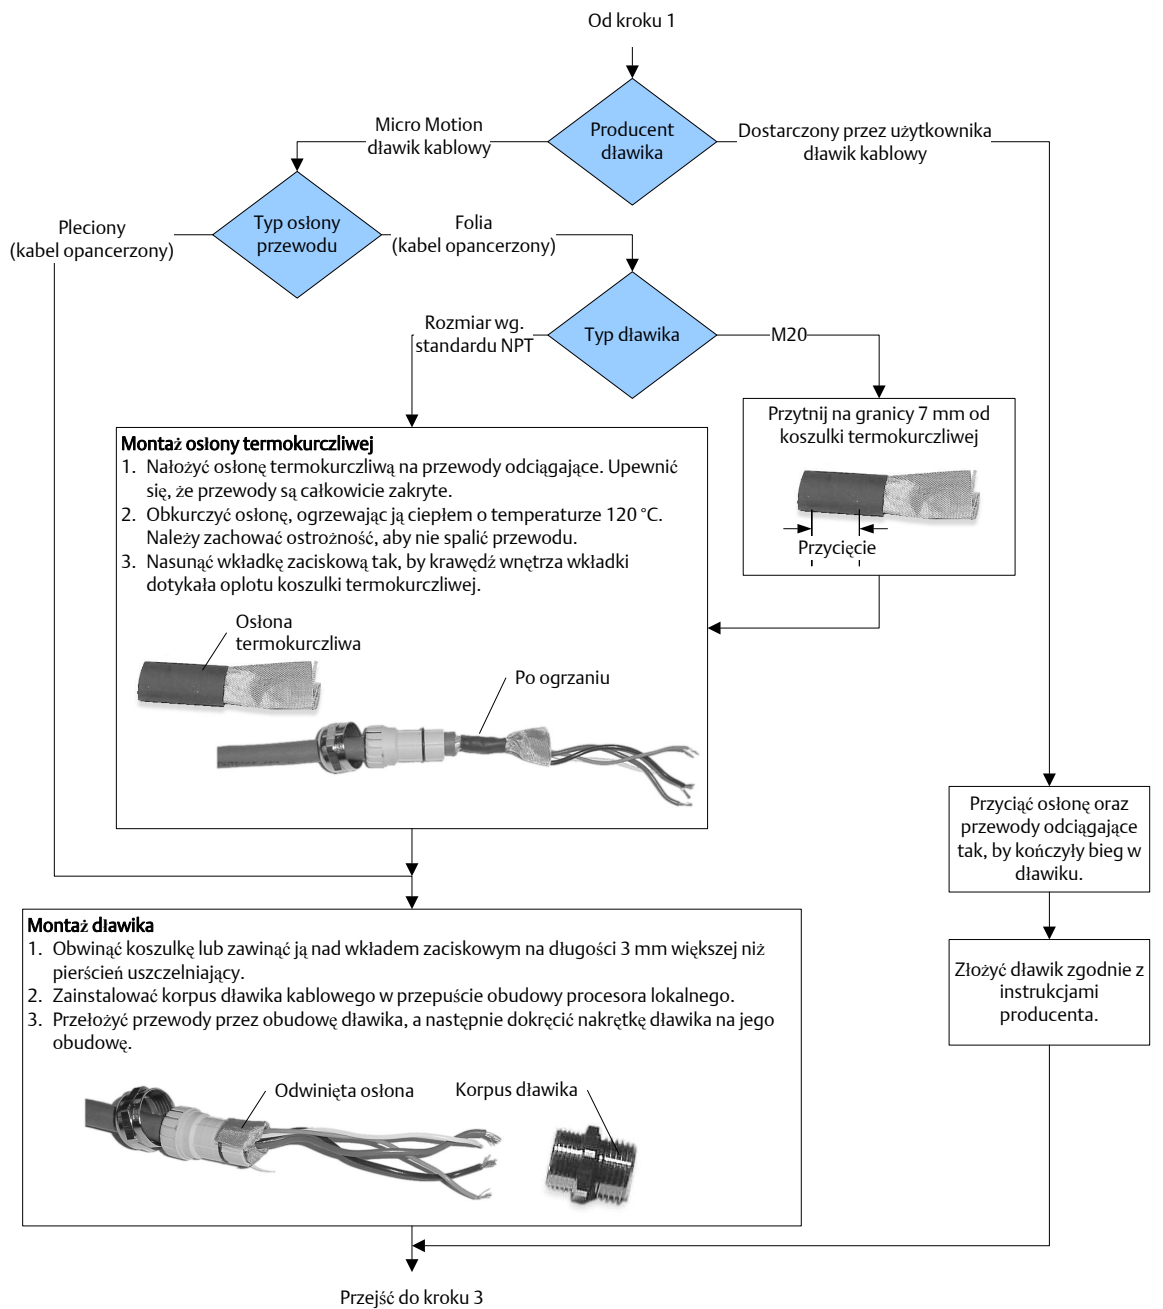 Od kroku 1
Producent
dławika
Micro Motion
dławik kablowy
Dostarczony przez użytkownika
dławik kablowy
Typ osłony
przewodu
Pleciony
(kabel opancerzony)
Folia
(kabel opancerzony)
Typ dławika
Rozmiar wg.
standardu NPT
M20
Przytnij na granicy 7 mm od
koszulki termokurczliwej
Przycięcie
Montaż osłony termokurczliwej
1. Nałożyć osłonę termokurczliwą na przewody odciągające. Upewnić
się, że przewody są całkowicie zakryte.
2. Obkurczyć osłonę, ogrzewając ją ciepłem o temperaturze 120 °C.
Należy zachować ostrożność, aby nie spalić przewodu.
3. Nasunąć wkładkę zaciskową tak, by krawędź wnętrza wkładki
dotykała oplotu koszulki termokurczliwej.
Osłona
termokurczliwa
Po ogrzaniu
Przyciąć osłonę oraz
przewody odciągające
tak, by kończyły bieg w
dławiku.
Złożyć dławik zgodnie z
instrukcjami
producenta.
Montaż dławika
1. Obwinąć koszulkę lub zawinąć ją nad wkładem zaciskowym na długości 3 mm większej niż
pierścień uszczelniający.
2. Zainstalować korpus dławika kablowego w przepuście obudowy procesora lokalnego.
3. Przełożyć przewody przez obudowę dławika, a następnie dokręcić nakrętkę dławika na jego
obudowę.
Odwinięta osłona
Korpus dławika
Przejść do kroku 3